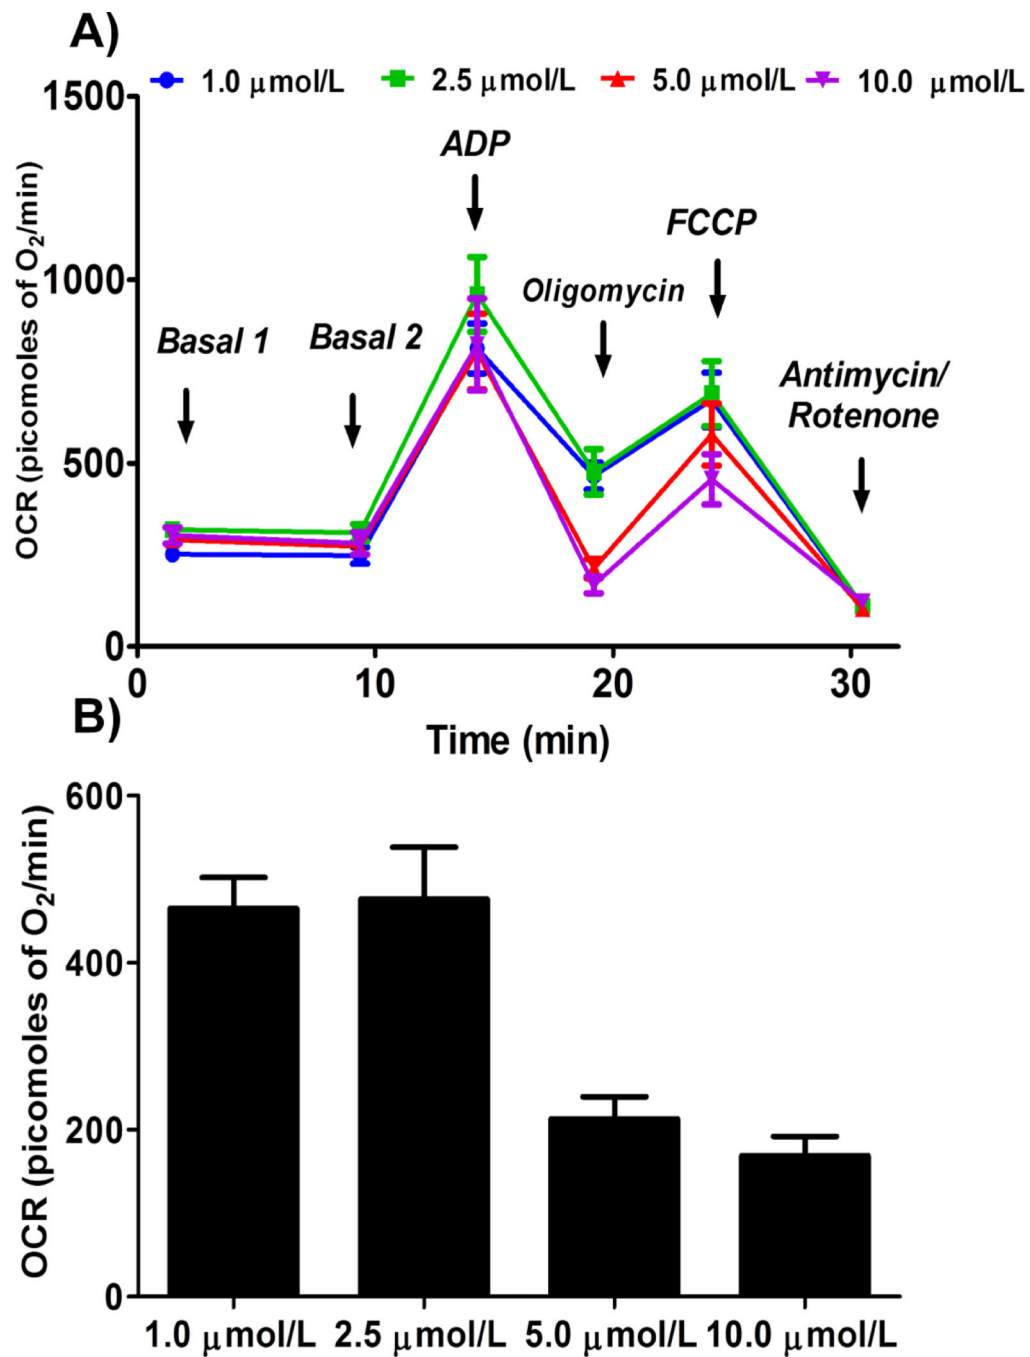 A)
1.0 μmol/L 2.5 μmol/L 5.0 μmol/L 10.0 μmol/L
OCR (picomoles of O₂/min)
1500
1000
500
0
ADP
FCCP
Oligomycin
Basal 1
Basal 2
Antimycin/
Rotenone
0 10 20 30
Time (min)
B)
OCR (picomoles of O₂/min)
600
400
200
0
1.0 μmol/L 2.5 μmol/L 5.0 μmol/L 10.0 μmol/L